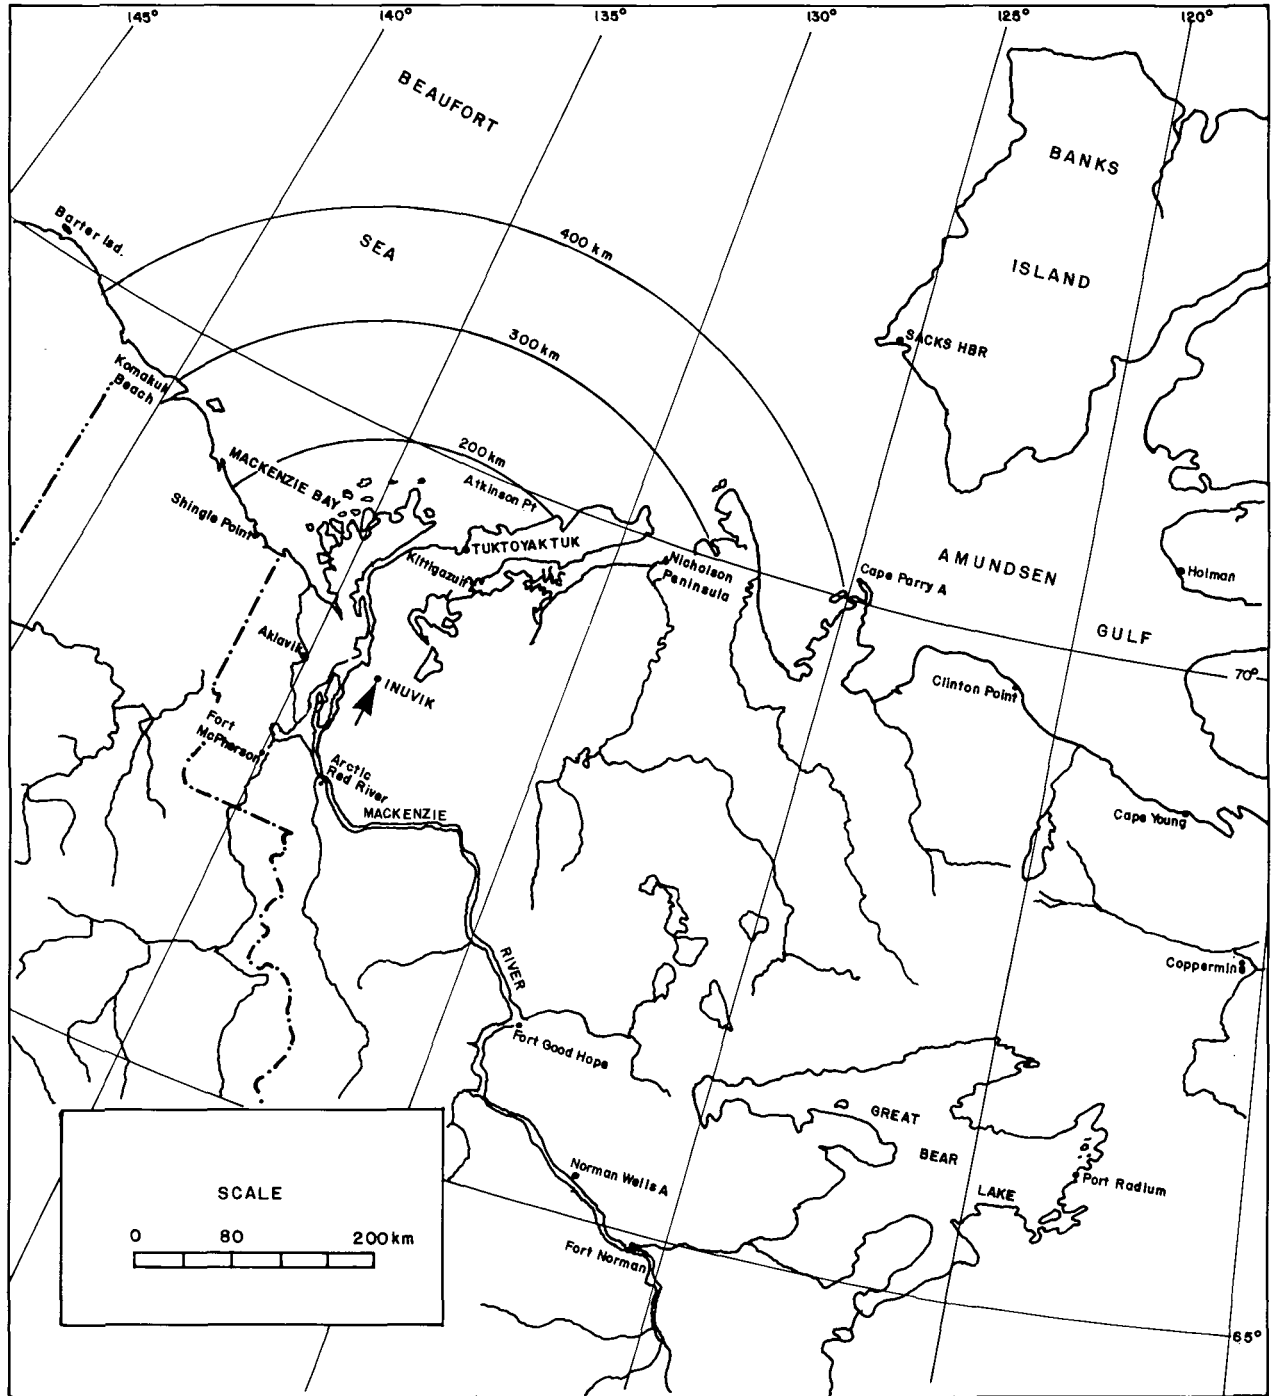 145°
140°
135°
130°
125°
120°
BEAUFORT
SEA
BANKS
ISLAND
Barter Isd.
400 km
300 km
SACKS HBR
Komakuk
Beach
200 km
MACKENZIE BAY
Atkinson Pt
Shingle Point
TUKTOYAKTUK
Kittigazuit
Nicholson
Peninsula
Cape Parry A
AMUNDSEN
GULF
Holman
70°
Aklavik
INUVIK
Clinton Point
Fort
McPherson
Arctic
Red River
MACKENZIE
Cape Young
RIVER
Coppermin
Fort Good Hope
GREAT
BEAR
LAKE
Port Radium
Norman Wells A
Fort Norman
65°
SCALE
0 80 200 km